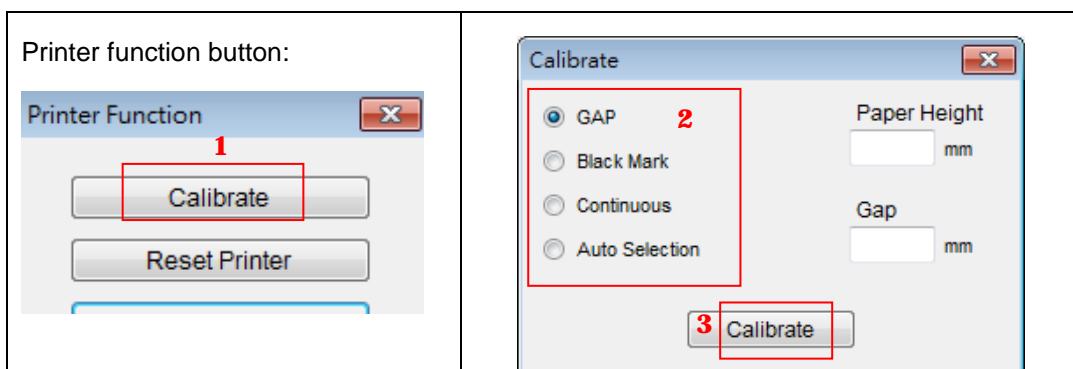 Printer function button:
Printer Function
1
Calibrate
Reset Printer
Calibrate
GAP
2
Black Mark
Continuous
Auto Selection
Paper Height
mm
Gap
mm
3
Calibrate